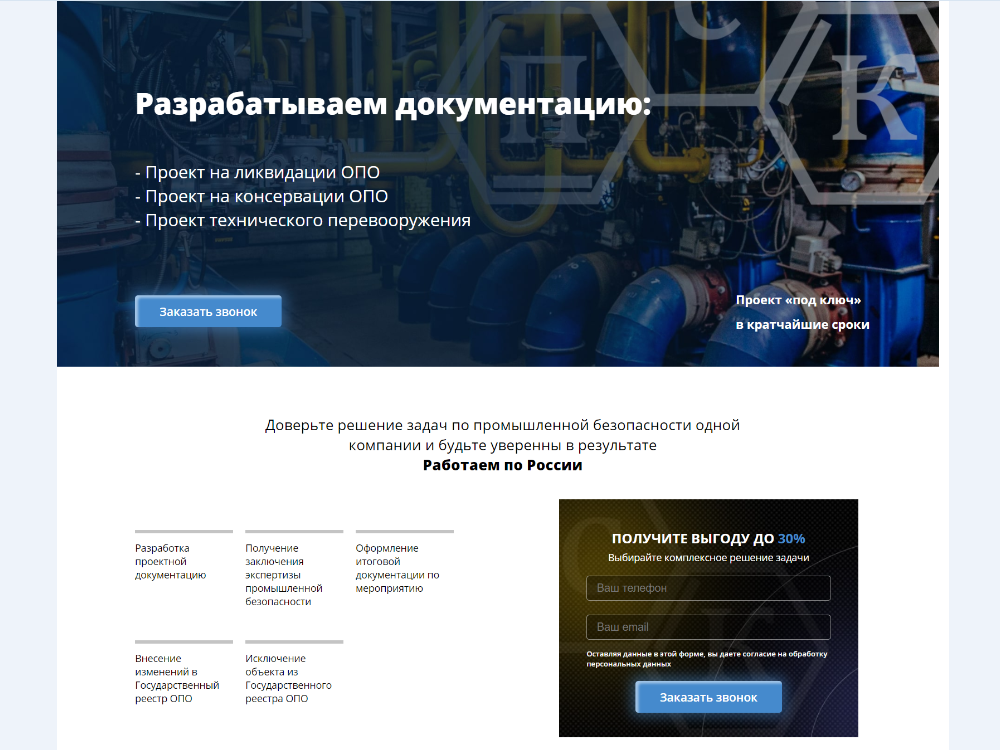 С
П
К
Разрабатываем документацию:
- Проект на ликвидации ОПО
- Проект на консервации ОПО
- Проект технического перевооружения
Заказать звонок
Проект «под ключ»
в кратчайшие сроки
Доверьте решение задач по промышленной безопасности одной
компании и будьте уверенны в результате
Работаем по России
Разработка
проектной
документацию
Получение
заключения
экспертизы
промышленной
безопасности
Оформление
итоговой
документации по
мероприятию
Внесение
изменений в
Государственный
реестр ОПО
Исключение
объекта из
Государственного
реестра ОПО
С
К
ПОЛУЧИТЕ ВЫГОДУ ДО 30%
Выбирайте комплексное решение задачи
Ваш телефон
Ваш email
Оставляя данные в этой форме, вы даете согласие на обработку
персональных данных
Заказать звонок